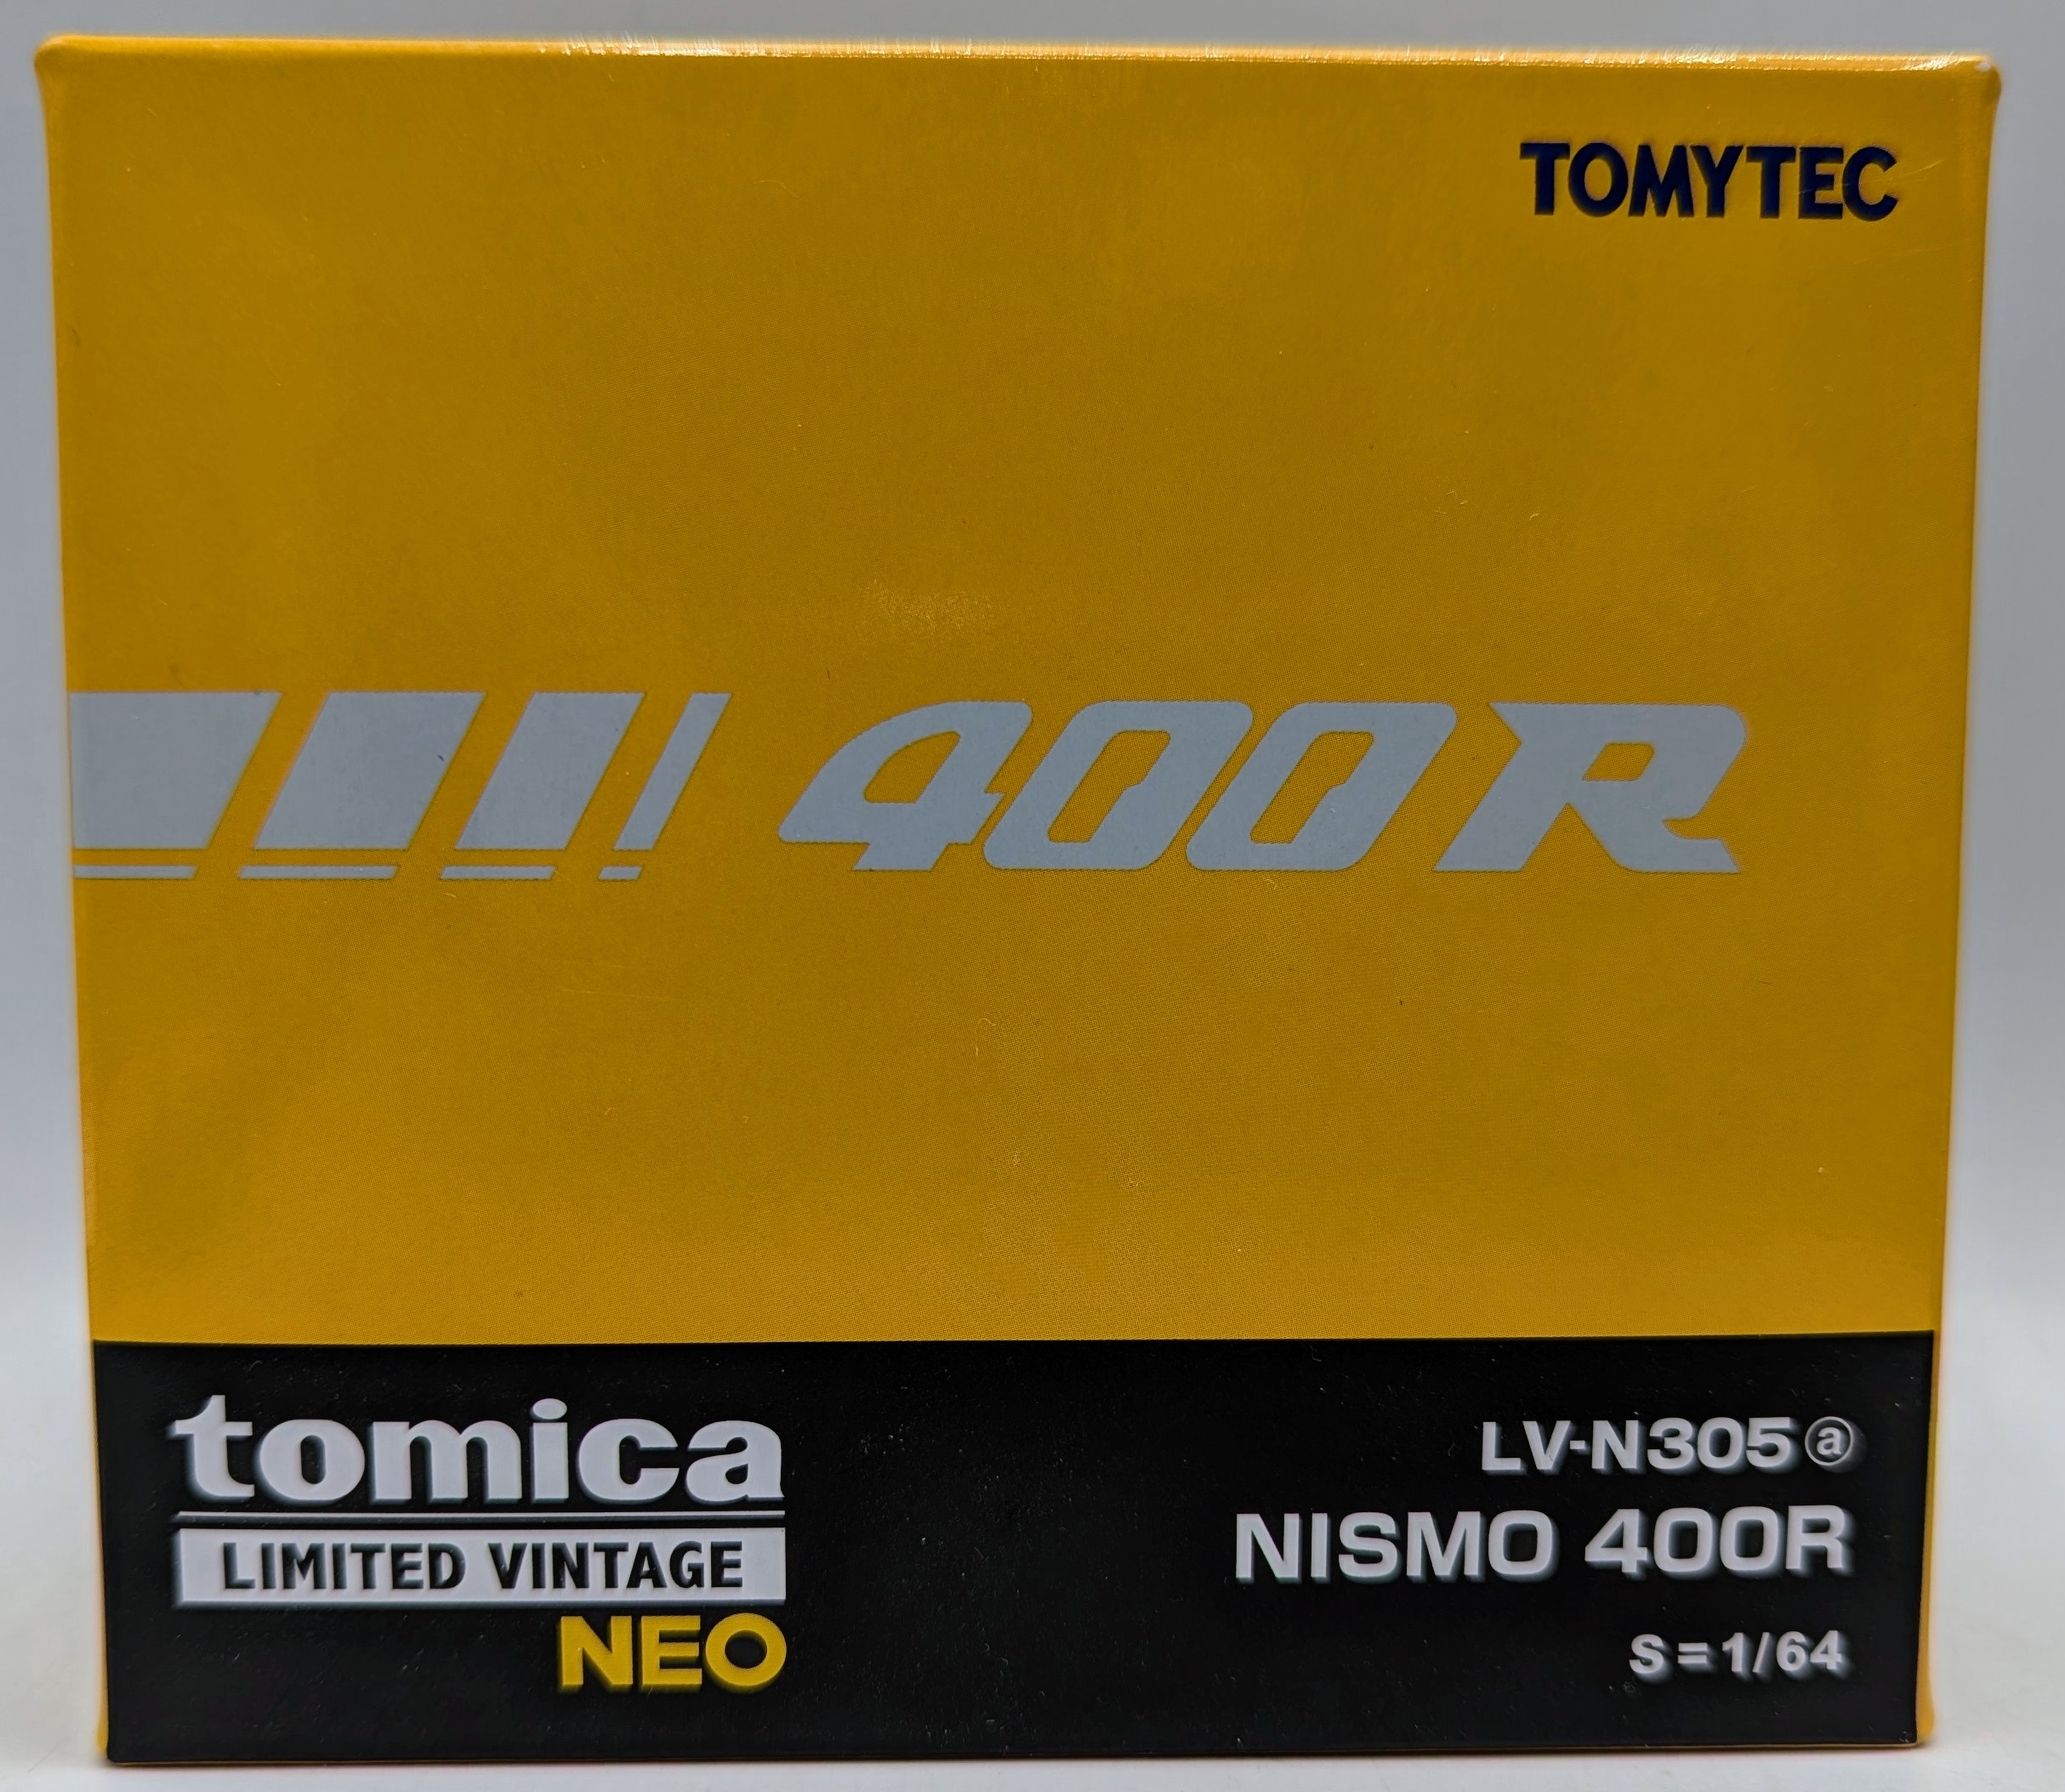 TOMYTEC
400R
tomica
LIMITED VINTAGE
NEO
LV-N305ⓐ
NISMO 400R
S=1/64